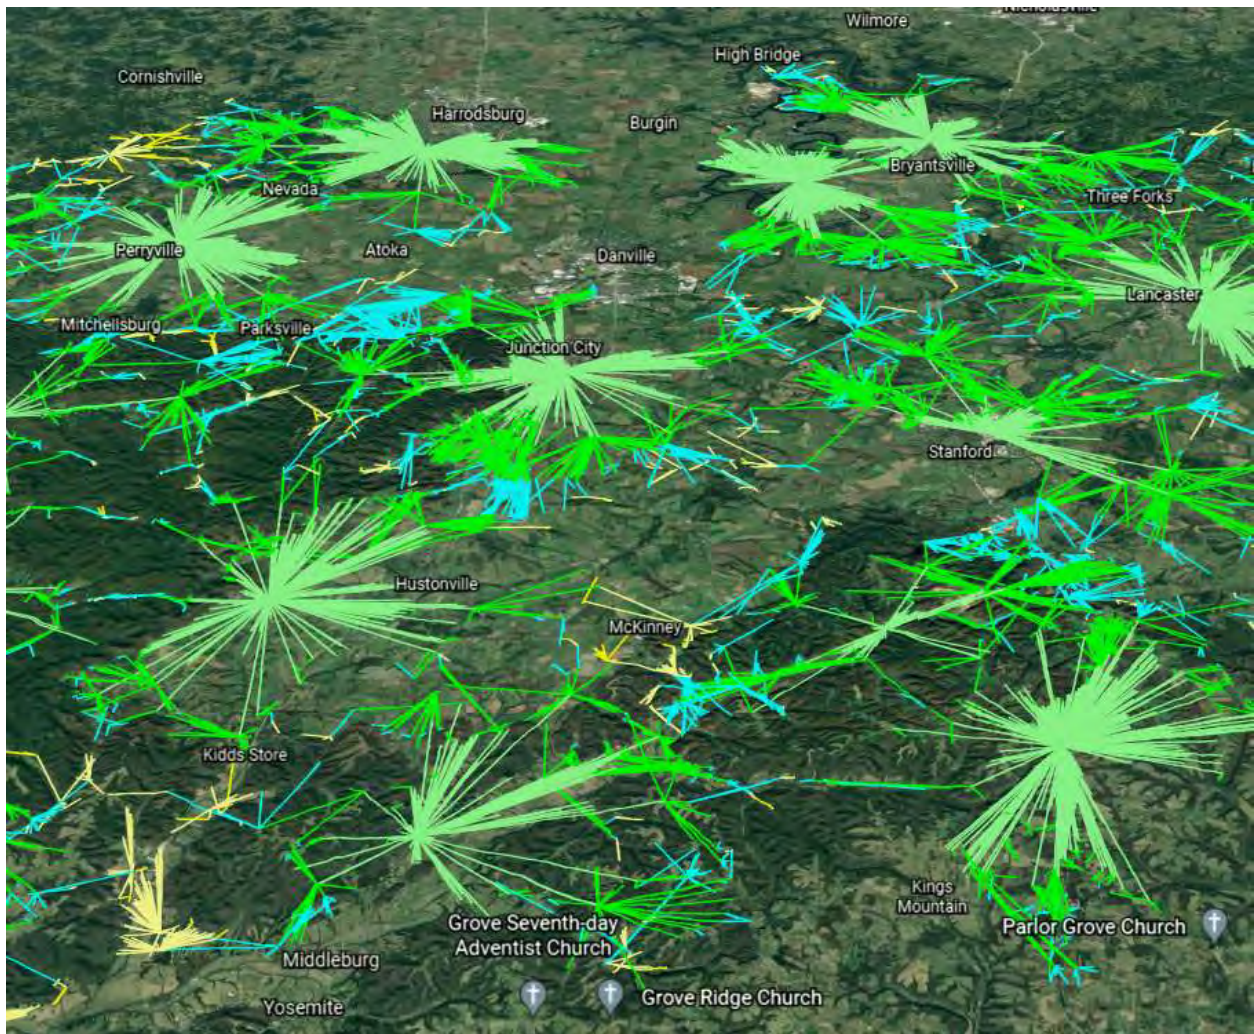 Nicholasville
Wilmore
High Bridge
Cornishville
Harrodsburg
Burgin
Bryantsville
Nevada
Three Forks
Perryville
Atoka
Danville
Lancaster
Mitchellsburg
Parksville
Junction City
Stanford
Hustonville
McKinney
Kidds Store
Kings
Mountain
Grove Seventh-day
Adventist Church
Parlor Grove Church
Middleburg
Grove Ridge Church
Yosemite